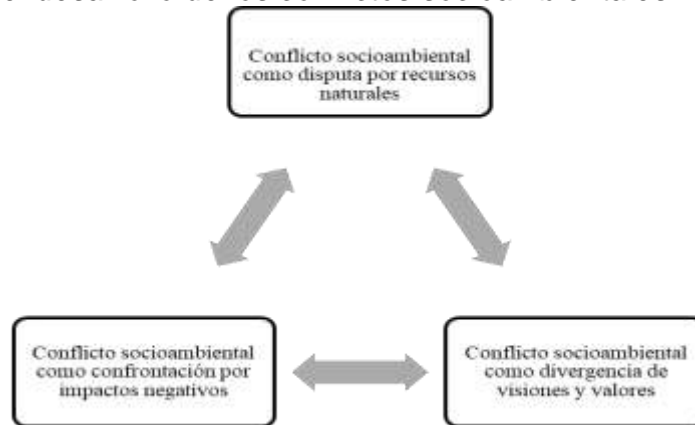 Conflicto socioambiental
como disputa por recursos
naturales
Conflicto socioambiental
como confrontación por
impactos negativos
Conflicto socioambiental
como divergencia de
visiones y valores